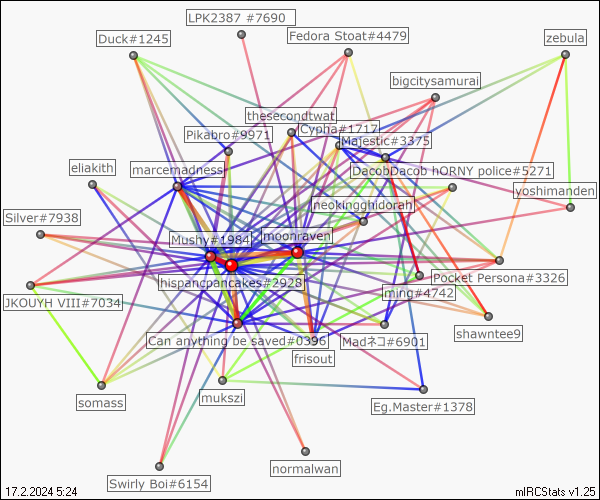 LPK2387 #7690
Duck#1245
Fedora Stoat#4479
zebula
bigcitysamurai
thesecondtwat
Cypha#1717
Pikabro#9971
Majestic#3375
eliakith
marcemadness!
DacobDacob hORNY police#5271
yoshimanden
neokingghidorah
Silver#7938
Mushy#1984
moonraven
hispancpancakes#2928
Pocket Persona#3326
JKOUYH VIII#7034
ming#4742
Can anything be saved#0396
Madネコ#6901
shawntee9
frisout
somass
mukszi
Eg.Master#1378
normalwan
Swirly Boi#6154
17.2.2024 5:24
mIRCStats v1.25